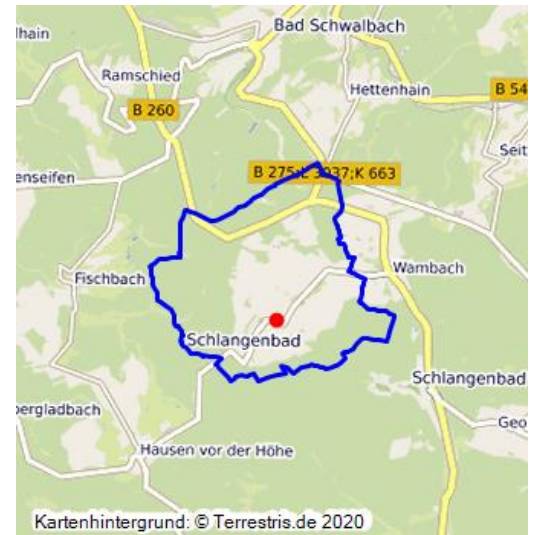 lhain
Bad Schwalbach
Ramschied
Hettenhain
B 54
B 260
Seit
B 275;L 3037;K 663
enseifen
Fischbach
Wambach
Schlangenbad
Schlangenbad
bergladbach
Geo
Hausen vor der Höhe
Kartenhintergrund: © Terrestris.de 2020